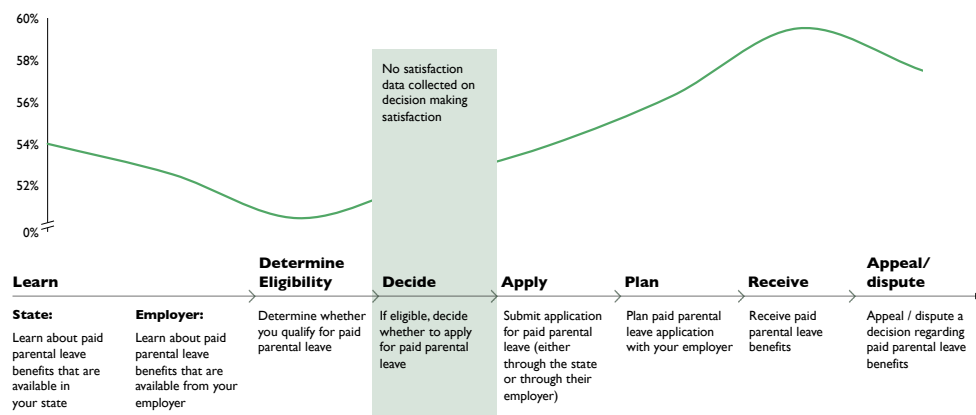 60%
58%
56%
54%
52%
0%
No satisfaction
data collected on
decision making
satisfaction
Learn
Determine
Eligibility
Decide
Apply
Plan
Receive
Appeal/
dispute
State:
Learn about paid
parental leave
benefits that are
available in
your state
Employer:
Learn about paid
parental leave
benefits that are
available from your
employer
Determine whether
you qualify for paid
parental leave
If eligible, decide
whether to apply
for paid parental
leave
Submit application
for paid parental
leave (either
through the state
or through their
employer)
Plan paid parental
leave application
with your employer
Receive paid
parental leave
benefits
Appeal / dispute a
decision regarding
paid parental leave
benefits